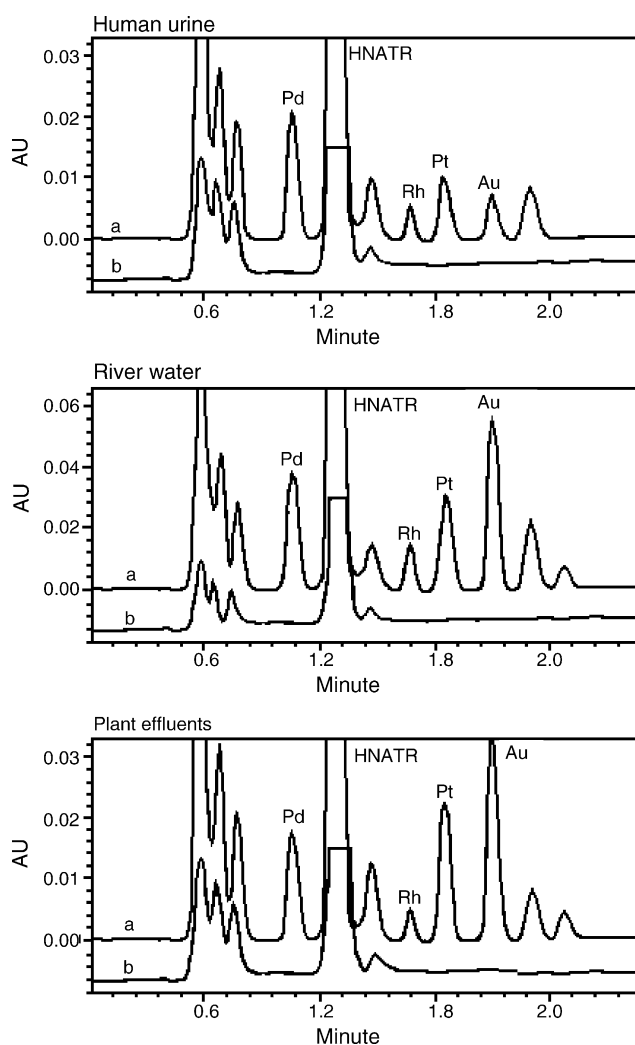 Human urine
0.03
HNATR
Pd
0.02
AU
Pt
0.01
Rh
Au
a
0.00
b
0.6
1.2
1.8
2.0
Minute
River water
0.06
HNATR
Au
Pd
0.04
Pt
AU
0.02
Rh
a
0.00
b
0.6
1.2
1.8
2.0
Minute
Plant effluents
0.03
HNATR
Au
Pt
Pd
0.02
AU
0.01
Rh
a
0.00
b
0.6
1.2
1.8
2.0
Minute